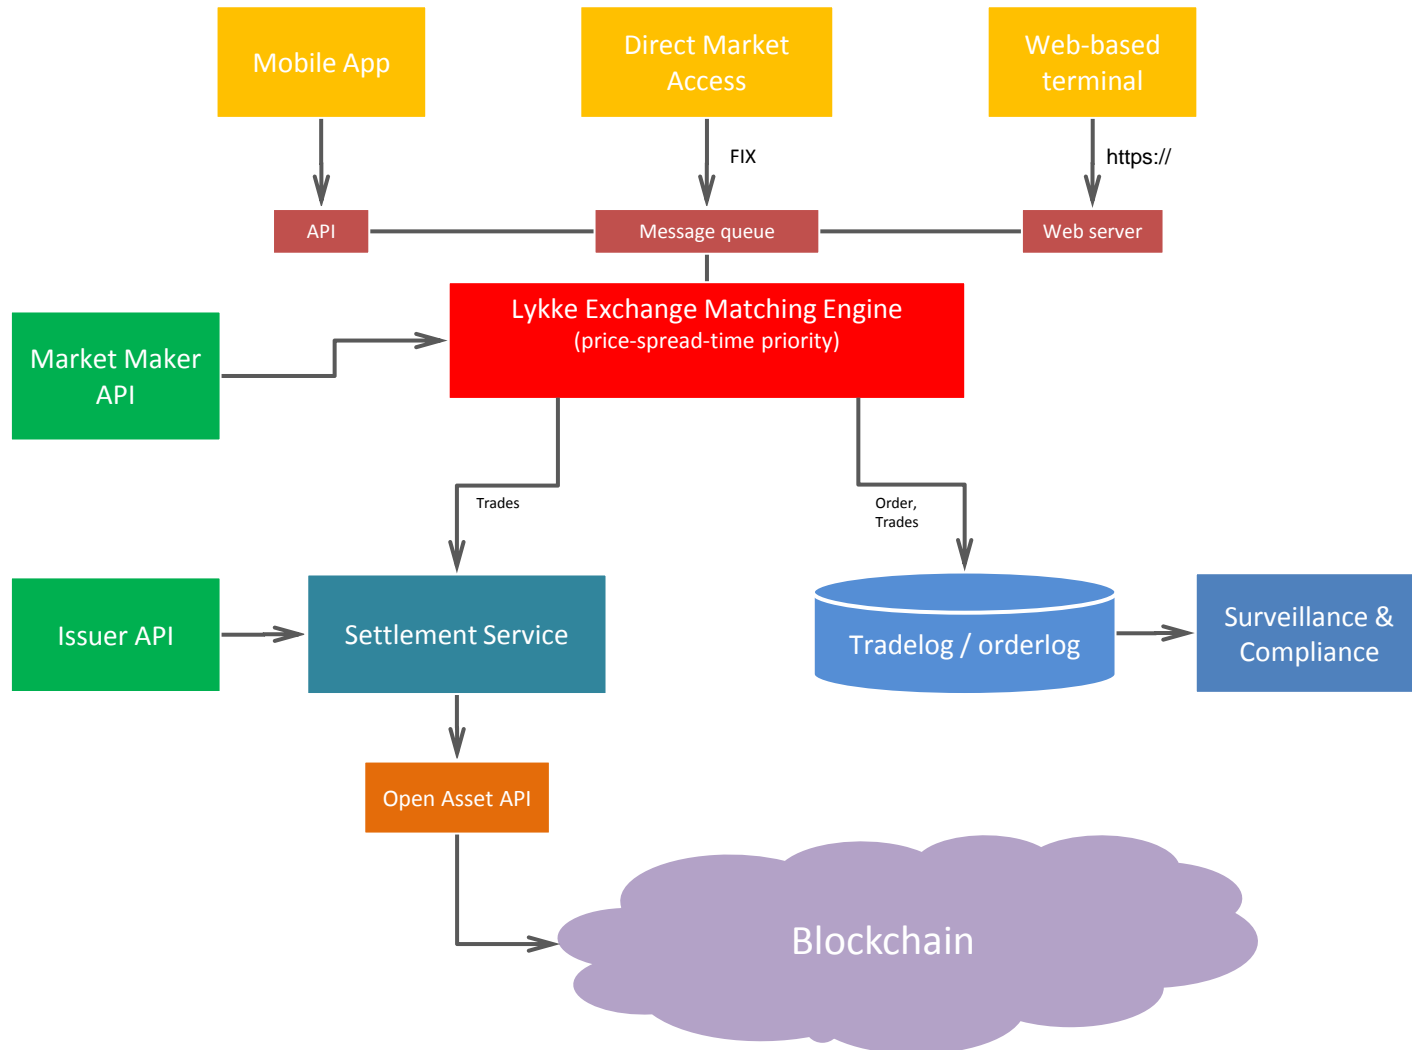 Mobile App
Direct Market
Access
Web-based
terminal
FIX
https://
API
Message queue
Web server
Lykke Exchange Matching Engine
(price-spread-time priority)
Market Maker
API
Trades
Order,
Trades
Issuer API
Settlement Service
Tradelog / orderlog
Surveillance &
Compliance
Open Asset API
Blockchain